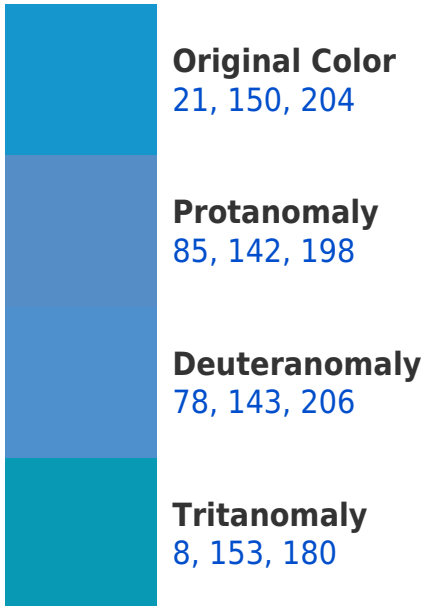 Original Color
21, 150, 204
Protanomaly
85, 142, 198
Deuteranomaly
78, 143, 206
Tritanomaly
8, 153, 180